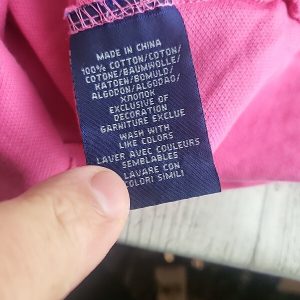 MADE IN CHINA
100% COTTON/COTON/
COTONE/BAUMWOLLE/
KATOEN/BOMULD/
ALGODON/ALGODAO/
ХЛОПОК
EXCLUSIVE OF
DECORATION
GARNITURE EXCLUE
WASH WITH
LIKE COLORS
LAVER AVEC COULEURS
SEMBLABLES
LAVARE CON
COLORI SIMILI